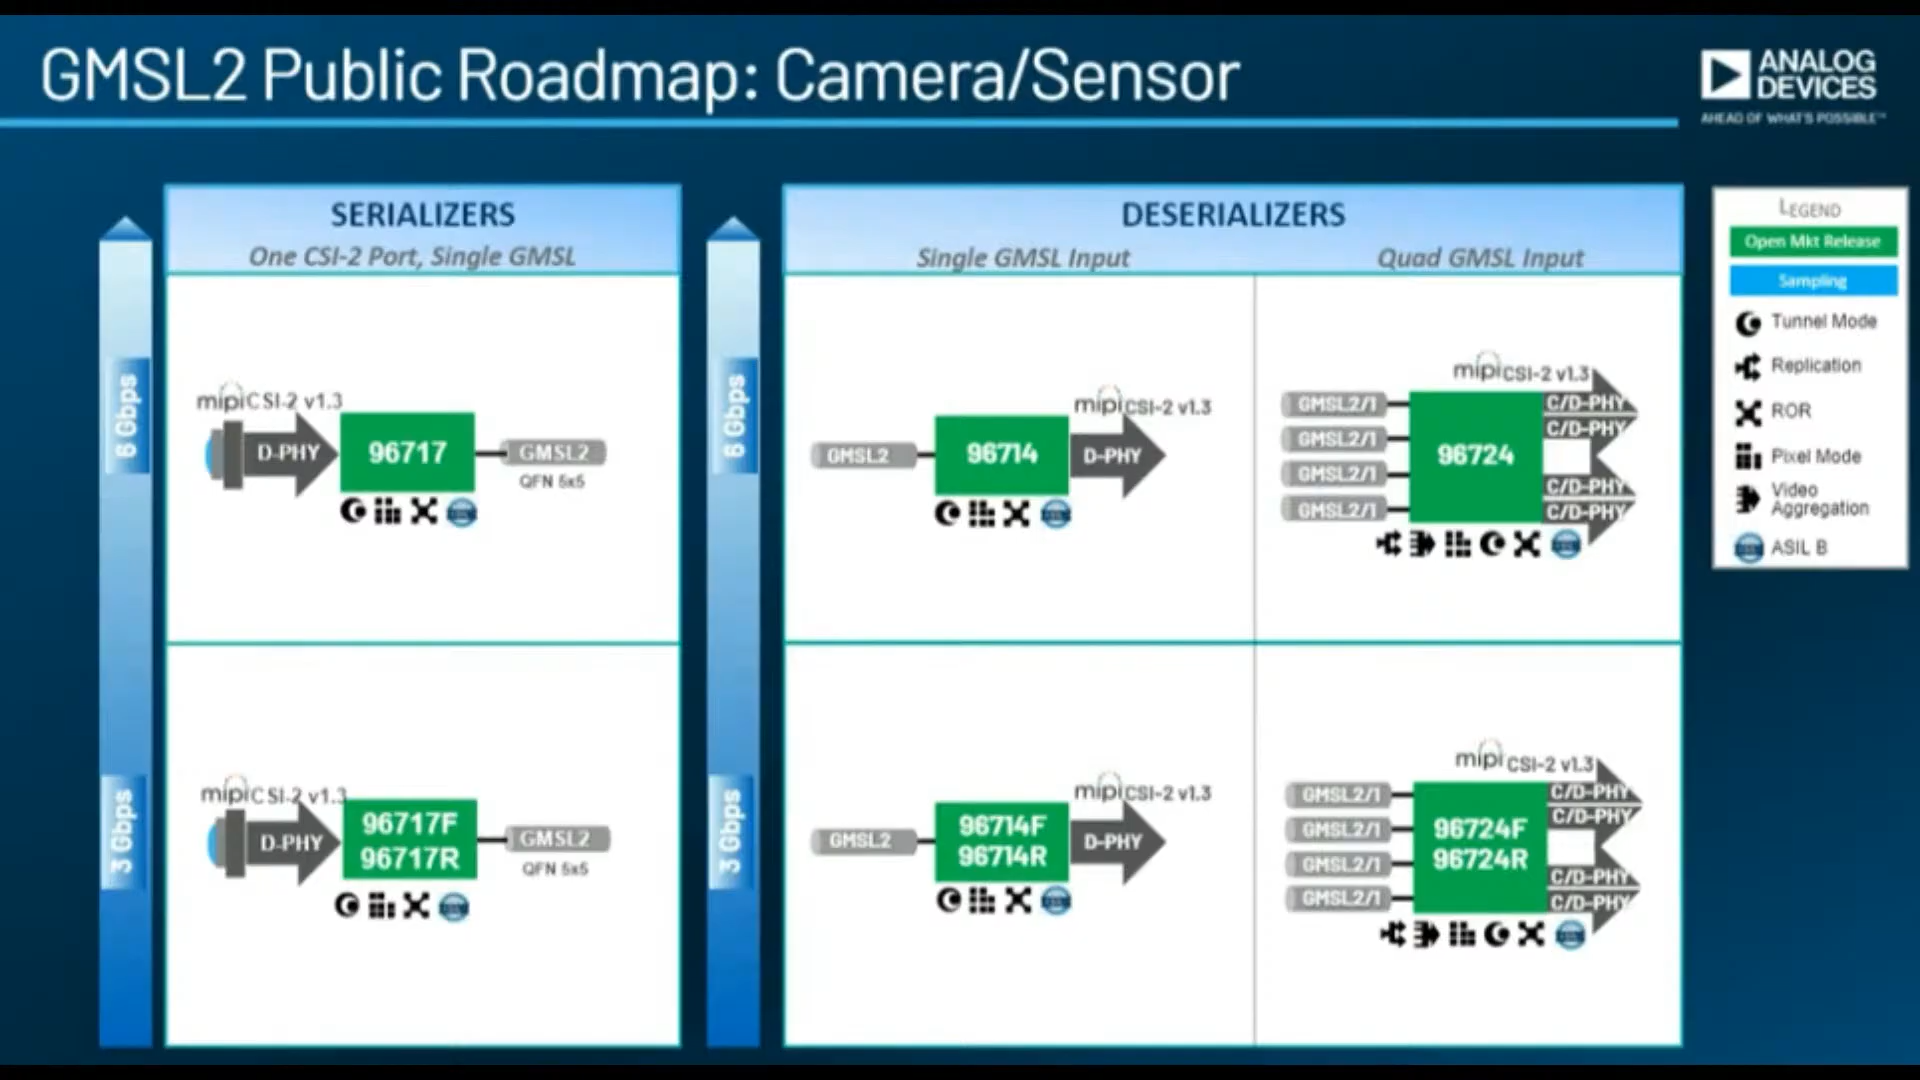 GMSL2 Public Roadmap: Camera/Sensor
ANALOG
DEVICES
AHEAD OF WHAT'S POSSIBLE™
SERIALIZERS
One CSI-2 Port, Single GMSL
6 Gbps
mipi CSI-2 v1.3
D-PHY
96717
GMSL2
QFN 5x5
3 Gbps
mipi CSI-2 v1.3
D-PHY
96717F
96717R
GMSL2
QFN 5x5
DESERIALIZERS
Single GMSL Input
Quad GMSL Input
6 Gbps
GMSL2
96714
mipi CSI-2 v1.3
D-PHY
GMSL2/1
GMSL2/1
GMSL2/1
GMSL2/1
96724
mipi CSI-2 v1.3
C/D-PHY
C/D-PHY
C/D-PHY
C/D-PHY
3 Gbps
GMSL2
96714F
96714R
mipi CSI-2 v1.3
D-PHY
GMSL2/1
GMSL2/1
GMSL2/1
GMSL2/1
96724F
96724R
mipi CSI-2 v1.3
C/D-PHY
C/D-PHY
C/D-PHY
C/D-PHY
LEGEND
Open Mkt Release
Sampling
Tunnel Mode
Replication
ROR
Pixel Mode
Video
Aggregation
ASIL B